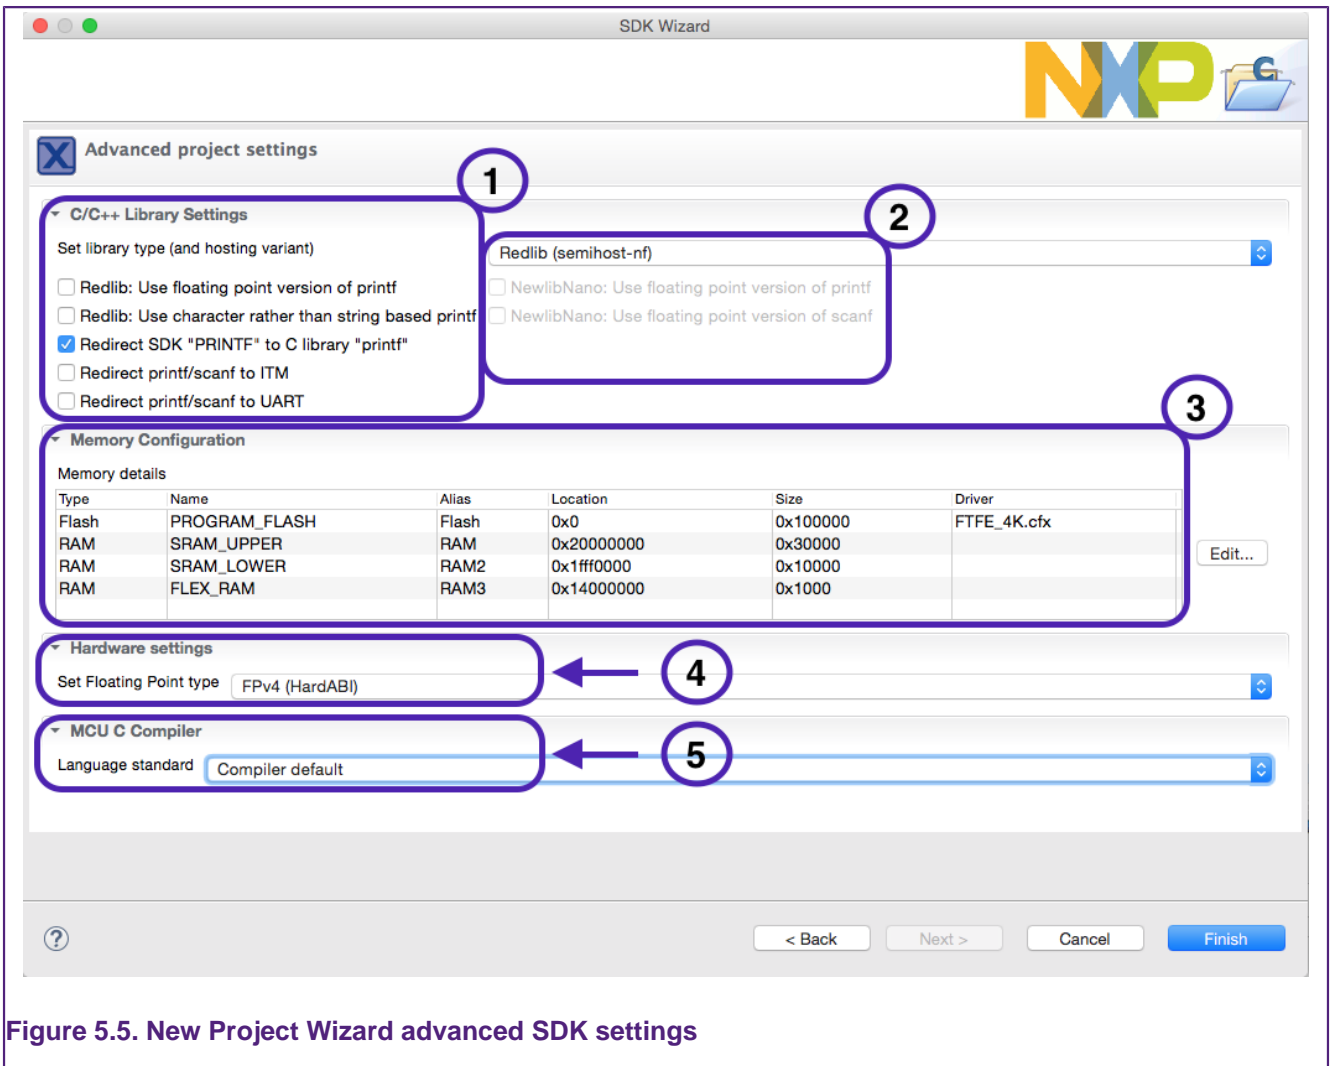 SDK Wizard
NXP
C
X
Advanced project settings
1
C/C++ Library Settings
2
Set library type (and hosting variant)
Redlib (semihost-nf)
Redlib: Use floating point version of printf
NewlibNano: Use floating point version of printf
Redlib: Use character rather than string based printf
NewlibNano: Use floating point version of scanf
Redirect SDK "PRINTF" to C library "printf"
Redirect printf/scanf to ITM
Redirect printf/scanf to UART
3
Memory Configuration
Memory details
Type Name Alias Location Size Driver
Flash PROGRAM_FLASH Flash 0x0 0x100000 FTFE_4K.cfx
RAM SRAM_UPPER RAM 0x20000000 0x30000
RAM SRAM_LOWER RAM2 0x1fff0000 0x10000
RAM FLEX_RAM RAM3 0x14000000 0x1000
Edit...
Hardware settings
4
Set Floating Point type FPv4 (HardABI)
MCU C Compiler
5
Language standard Compiler default
? < Back Next > Cancel Finish
Figure 5.5. New Project Wizard advanced SDK settings